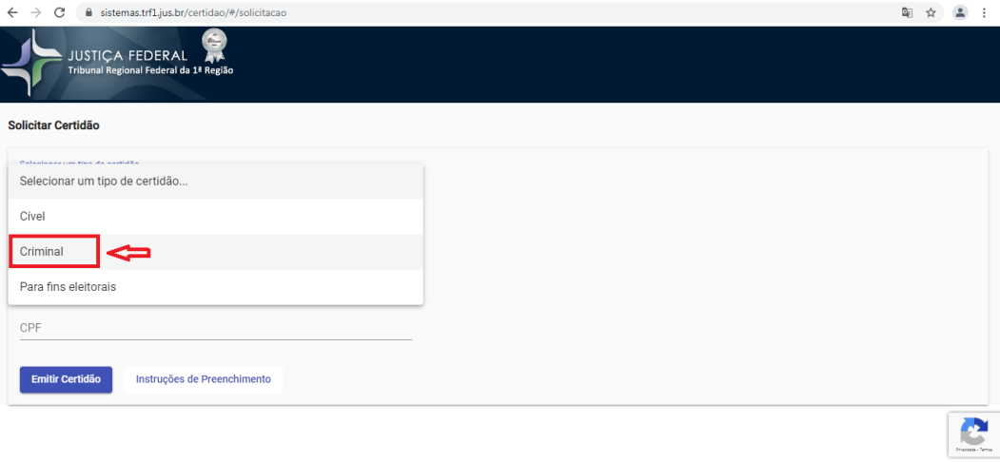 sistemas.trf1.jus.br/certidao/#/solicitacao
JUSTIÇA FEDERAL
Tribunal Regional Federal da 1ª Região
Solicitar Certidão
Selecionar um tipo de certidão
Selecionar um tipo de certidão...
Cível
Criminal
Para fins eleitorais
CPF
Emitir Certidão
Instruções de Preenchimento
Privacidade - Termos